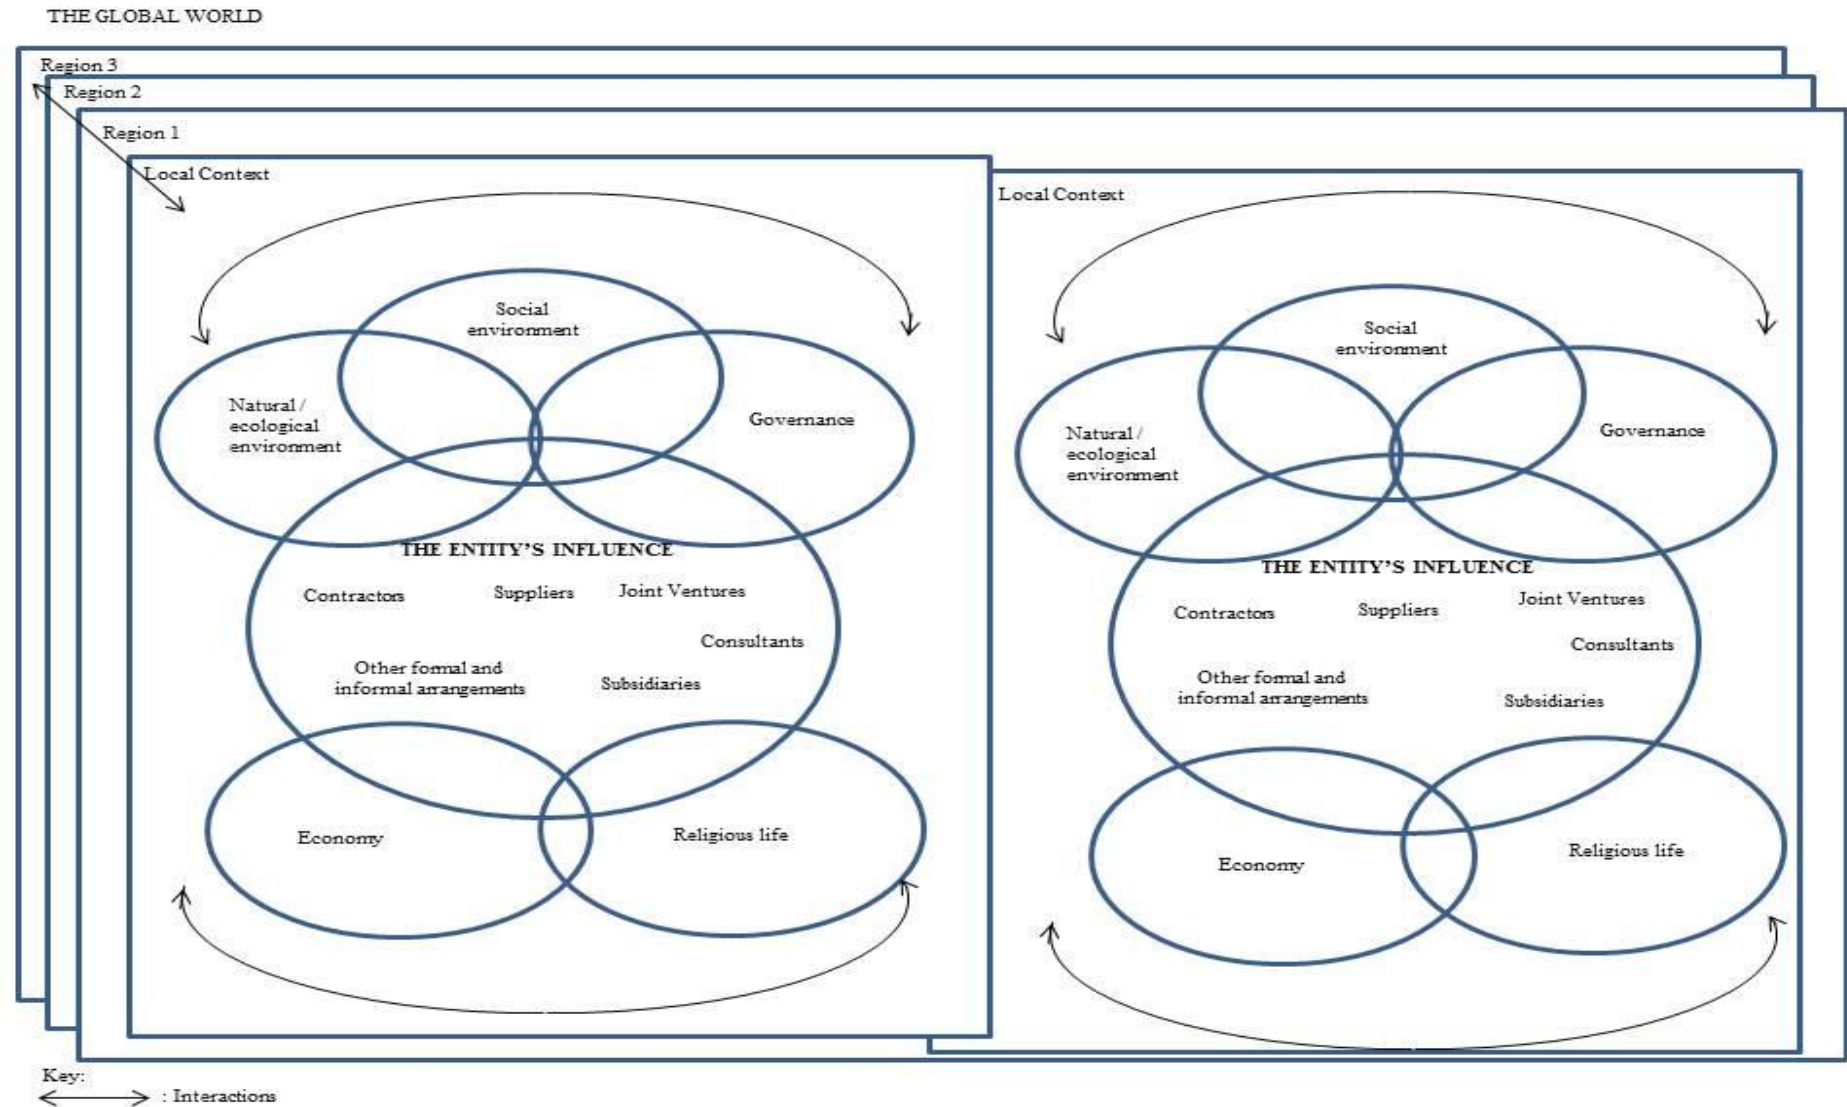 THE GLOBAL WORLD
Region 3
Region 2
Region 1
Local Context
Social
environment
Natural /
ecological
environment
Governance
THE ENTITY'S INFLUENCE
Contractors
Suppliers
Joint Ventures
Consultants
Other formal and
informal arrangements
Subsidiaries
Economy
Religious life
Local Context
Social
environment
Natural /
ecological
environment
Governance
THE ENTITY'S INFLUENCE
Contractors
Suppliers
Joint Ventures
Consultants
Other formal and
informal arrangements
Subsidiaries
Economy
Religious life
Key:
: Interactions